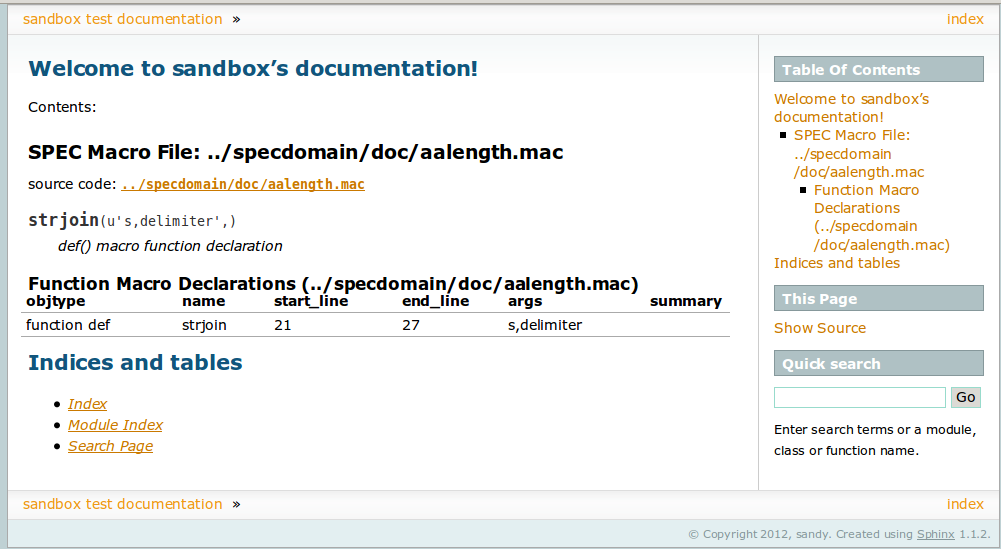 sandbox test documentation »
index
Welcome to sandbox's documentation!
Contents:
SPEC Macro File: ../specdomain/doc/aalength.mac
source code: ../specdomain/doc/aalength.mac
strjoin(u's,delimiter',)
def() macro function declaration
Function Macro Declarations (../specdomain/doc/aalength.mac)
objtype name start_line end_line args summary
function def strjoin 21 27 s,delimiter
Indices and tables
Index
Module Index
Search Page
Table Of Contents
Welcome to sandbox's
documentation!
SPEC Macro File:
../specdomain
/doc/aalength.mac
Function Macro
Declarations
(../specdomain
/doc/aalength.mac)
Indices and tables
This Page
Show Source
Quick search
Go
Enter search terms or a module,
class or function name.
sandbox test documentation »
index
© Copyright 2012, sandy. Created using Sphinx 1.1.2.